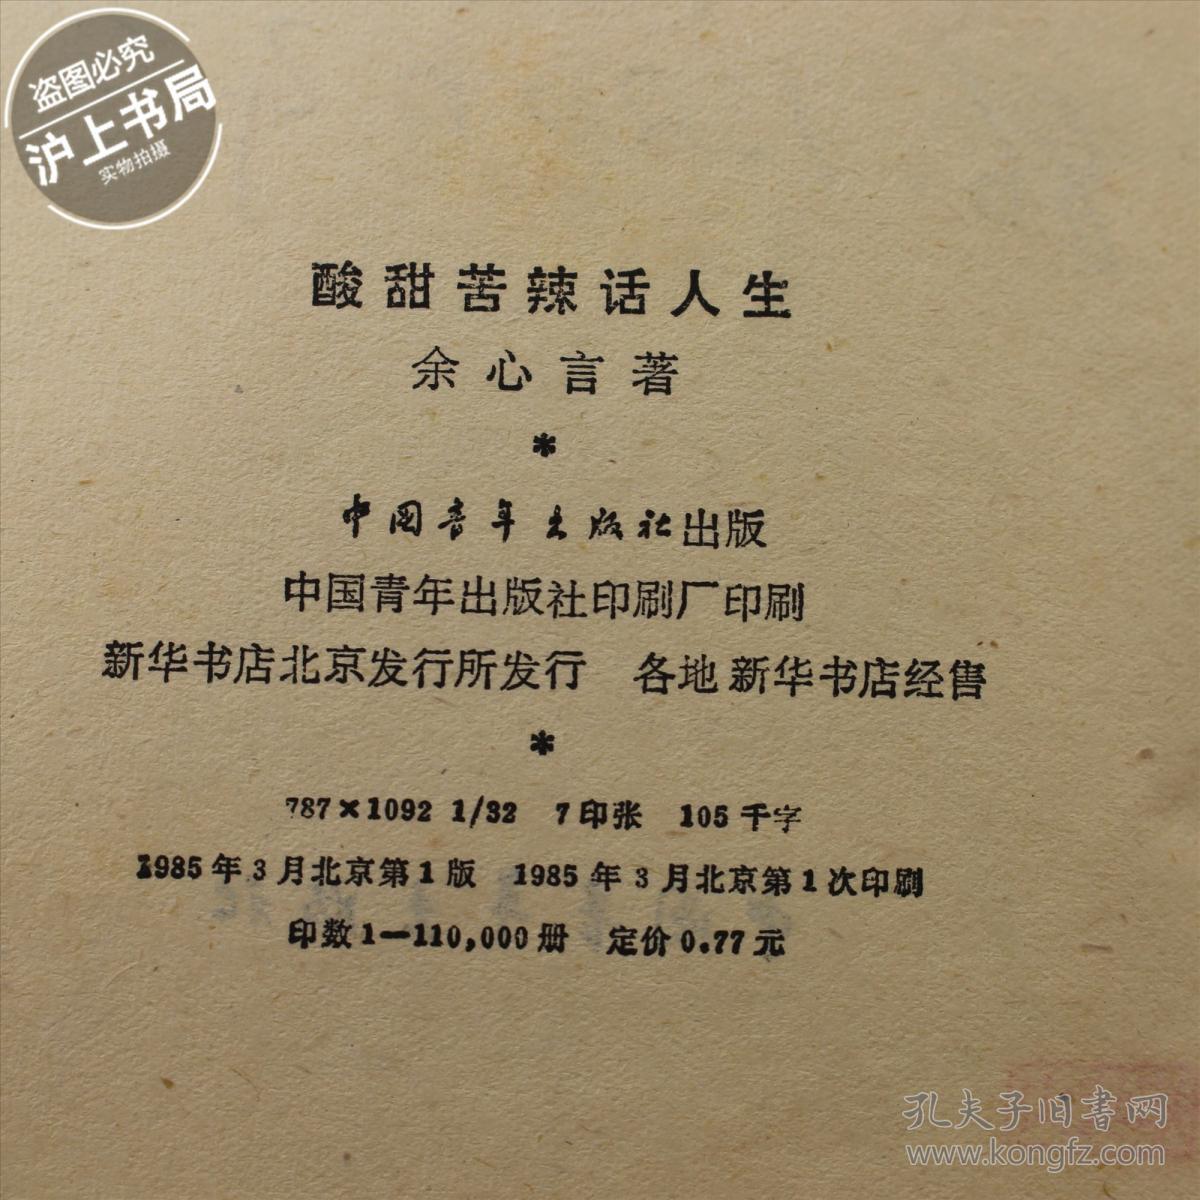 盗图必究
沪上书局
实物拍摄
酸甜苦辣话人生
余心言著
*
中国青年出版社出版
中国青年出版社印刷厂印刷
新华书店北京发行所发行 各地新华书店经售
*
787×1092 1/32 7印张 105千字
1985年3月北京第1版 1985年3月北京第1次印刷
印数1—110,000册 定价0.77元
孔夫子旧书网
www.kongfz.com